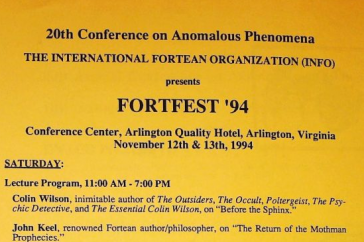 20th Conference on Anomalous Phenomena
THE INTERNATIONAL FORTEAN ORGANIZATION (INFO)
presents
FORTFEST '94
Conference Center, Arlington Quality Hotel, Arlington, Virginia
November 12th & 13th, 1994
SATURDAY:
Lecture Program, 11:00 AM - 7:00 PM
Colin Wilson, inimitable author of The Outsiders, The Occult, Poltergeist, The Psy-
chic Detective, and The Essential Colin Wilson, on "Before the Sphinx."
John Keel, renowned Fortean author/philosopher, on "The Return of the Mothman
Prophecies."